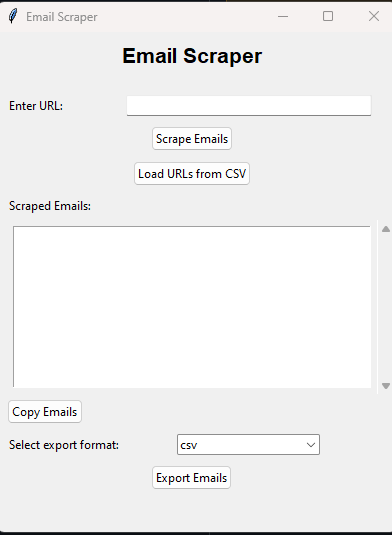 Email Scraper
Email Scraper
Enter URL:
Scrape Emails
Load URLs from CSV
Scraped Emails:
Copy Emails
Select export format: csv
Export Emails